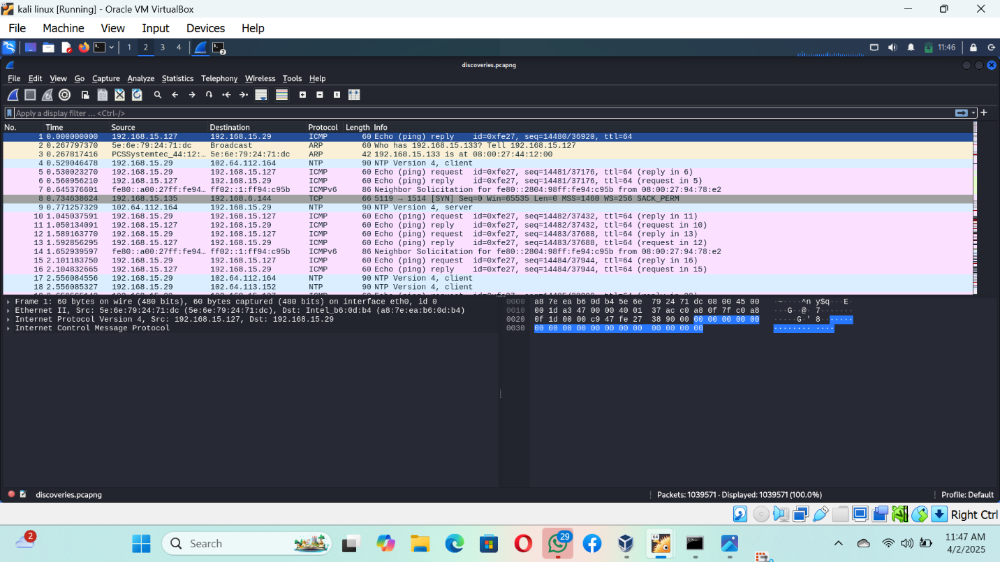 kali linux [Running] - Oracle VM VirtualBox
File Machine View Input Devices Help
1 2 3 4 2 11:46
discoveries.pcapng
File Edit View Go Capture Analyze Statistics Telephony Wireless Tools Help
Apply a display filter … <Ctrl-/>
No. Time Source Destination Protocol Length Info
1 0.000000000 192.168.15.127 192.168.15.29 ICMP 60 Echo (ping) reply id=0xfe27, seq=14480/36920, ttl=64
2 0.267797370 5e:6e:79:24:71:dc Broadcast ARP 60 Who has 192.168.15.133? Tell 192.168.15.127
3 0.267817416 PCSSystemtec_44:12:… 5e:6e:79:24:71:dc ARP 42 192.168.15.133 is at 08:00:27:44:12:00
4 0.529046478 192.168.15.29 102.64.112.164 NTP 90 NTP Version 4, client
5 0.530023270 192.168.15.29 192.168.15.127 ICMP 60 Echo (ping) request id=0xfe27, seq=14481/37176, ttl=64 (reply in 6)
6 0.560956210 192.168.15.127 192.168.15.29 ICMP 60 Echo (ping) reply id=0xfe27, seq=14481/37176, ttl=64 (request in 5)
7 0.645376601 fe80::a00:27ff:fe94… ff02::1:ff94:c95b ICMPv6 86 Neighbor Solicitation for fe80::2804:98ff:fe94:c95b from 08:00:27:94:78:e2
8 0.734638624 192.168.15.135 192.168.6.144 TCP 66 5119 → 1514 [SYN] Seq=0 Win=65535 Len=0 MSS=1460 WS=256 SACK_PERM
9 0.771257329 102.64.112.164 192.168.15.29 NTP 90 NTP Version 4, server
10 1.045037591 192.168.15.29 192.168.15.127 ICMP 60 Echo (ping) request id=0xfe27, seq=14482/37432, ttl=64 (reply in 11)
11 1.050134091 192.168.15.127 192.168.15.29 ICMP 60 Echo (ping) reply id=0xfe27, seq=14482/37432, ttl=64 (request in 10)
12 1.589163770 192.168.15.29 192.168.15.127 ICMP 60 Echo (ping) request id=0xfe27, seq=14483/37688, ttl=64 (reply in 13)
13 1.592856295 192.168.15.127 192.168.15.29 ICMP 60 Echo (ping) reply id=0xfe27, seq=14483/37688, ttl=64 (request in 12)
14 1.652939597 fe80::a00:27ff:fe94… ff02::1:ff94:c95b ICMPv6 86 Neighbor Solicitation for fe80::2804:98ff:fe94:c95b from 08:00:27:94:78:e2
15 2.101183750 192.168.15.29 192.168.15.127 ICMP 60 Echo (ping) request id=0xfe27, seq=14484/37944, ttl=64 (reply in 16)
16 2.104832665 192.168.15.127 192.168.15.29 ICMP 60 Echo (ping) reply id=0xfe27, seq=14484/37944, ttl=64 (request in 15)
17 2.556084556 192.168.15.29 102.64.112.164 NTP 90 NTP Version 4, client
18 2.556085327 192.168.15.29 102.64.113.152 NTP 90 NTP Version 4, client
Frame 1: 60 bytes on wire (480 bits), 60 bytes captured (480 bits) on interface eth0, id 0
Ethernet II, Src: 5e:6e:79:24:71:dc (5e:6e:79:24:71:dc), Dst: Intel_b6:0d:b4 (a8:7e:ea:b6:0d:b4)
Internet Protocol Version 4, Src: 192.168.15.127, Dst: 192.168.15.29
Internet Control Message Protocol
0000 a8 7e ea b6 0d b4 5e 6e 79 24 71 dc 08 00 45 00 ·~····^n y$q···E·
0010 00 1d a3 47 00 00 40 01 37 ac c0 a8 0f 7f c0 a8 ···G··@· 7·······
0020 0f 1d 00 00 c9 47 fe 27 38 90 00 00 00 00 00 00 ·····G·' 8·······
0030 00 00 00 00 00 00 00 00 00 00 00 00 ········ ····
discoveries.pcapng Packets: 1039571 · Displayed: 1039571 (100.0%) Profile: Default
Right Ctrl
2 Search 29 11:47 AM
4/2/2025